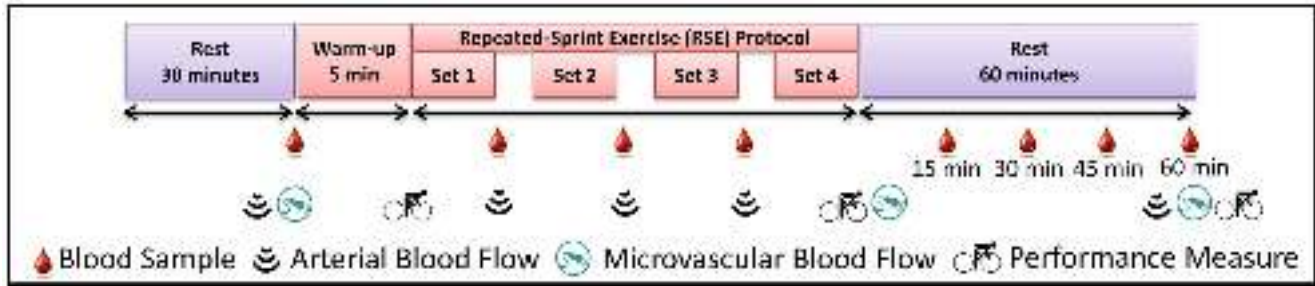 Rest
30 minutes
Warm-up
5 min
Repeated-Sprint Exercise (RSE) Protocol
Set 1
Set 2
Set 3
Set 4
Rest
60 minutes
15 min 30 min 45 min 60 min
Blood Sample Arterial Blood Flow Microvascular Blood Flow Performance Measure